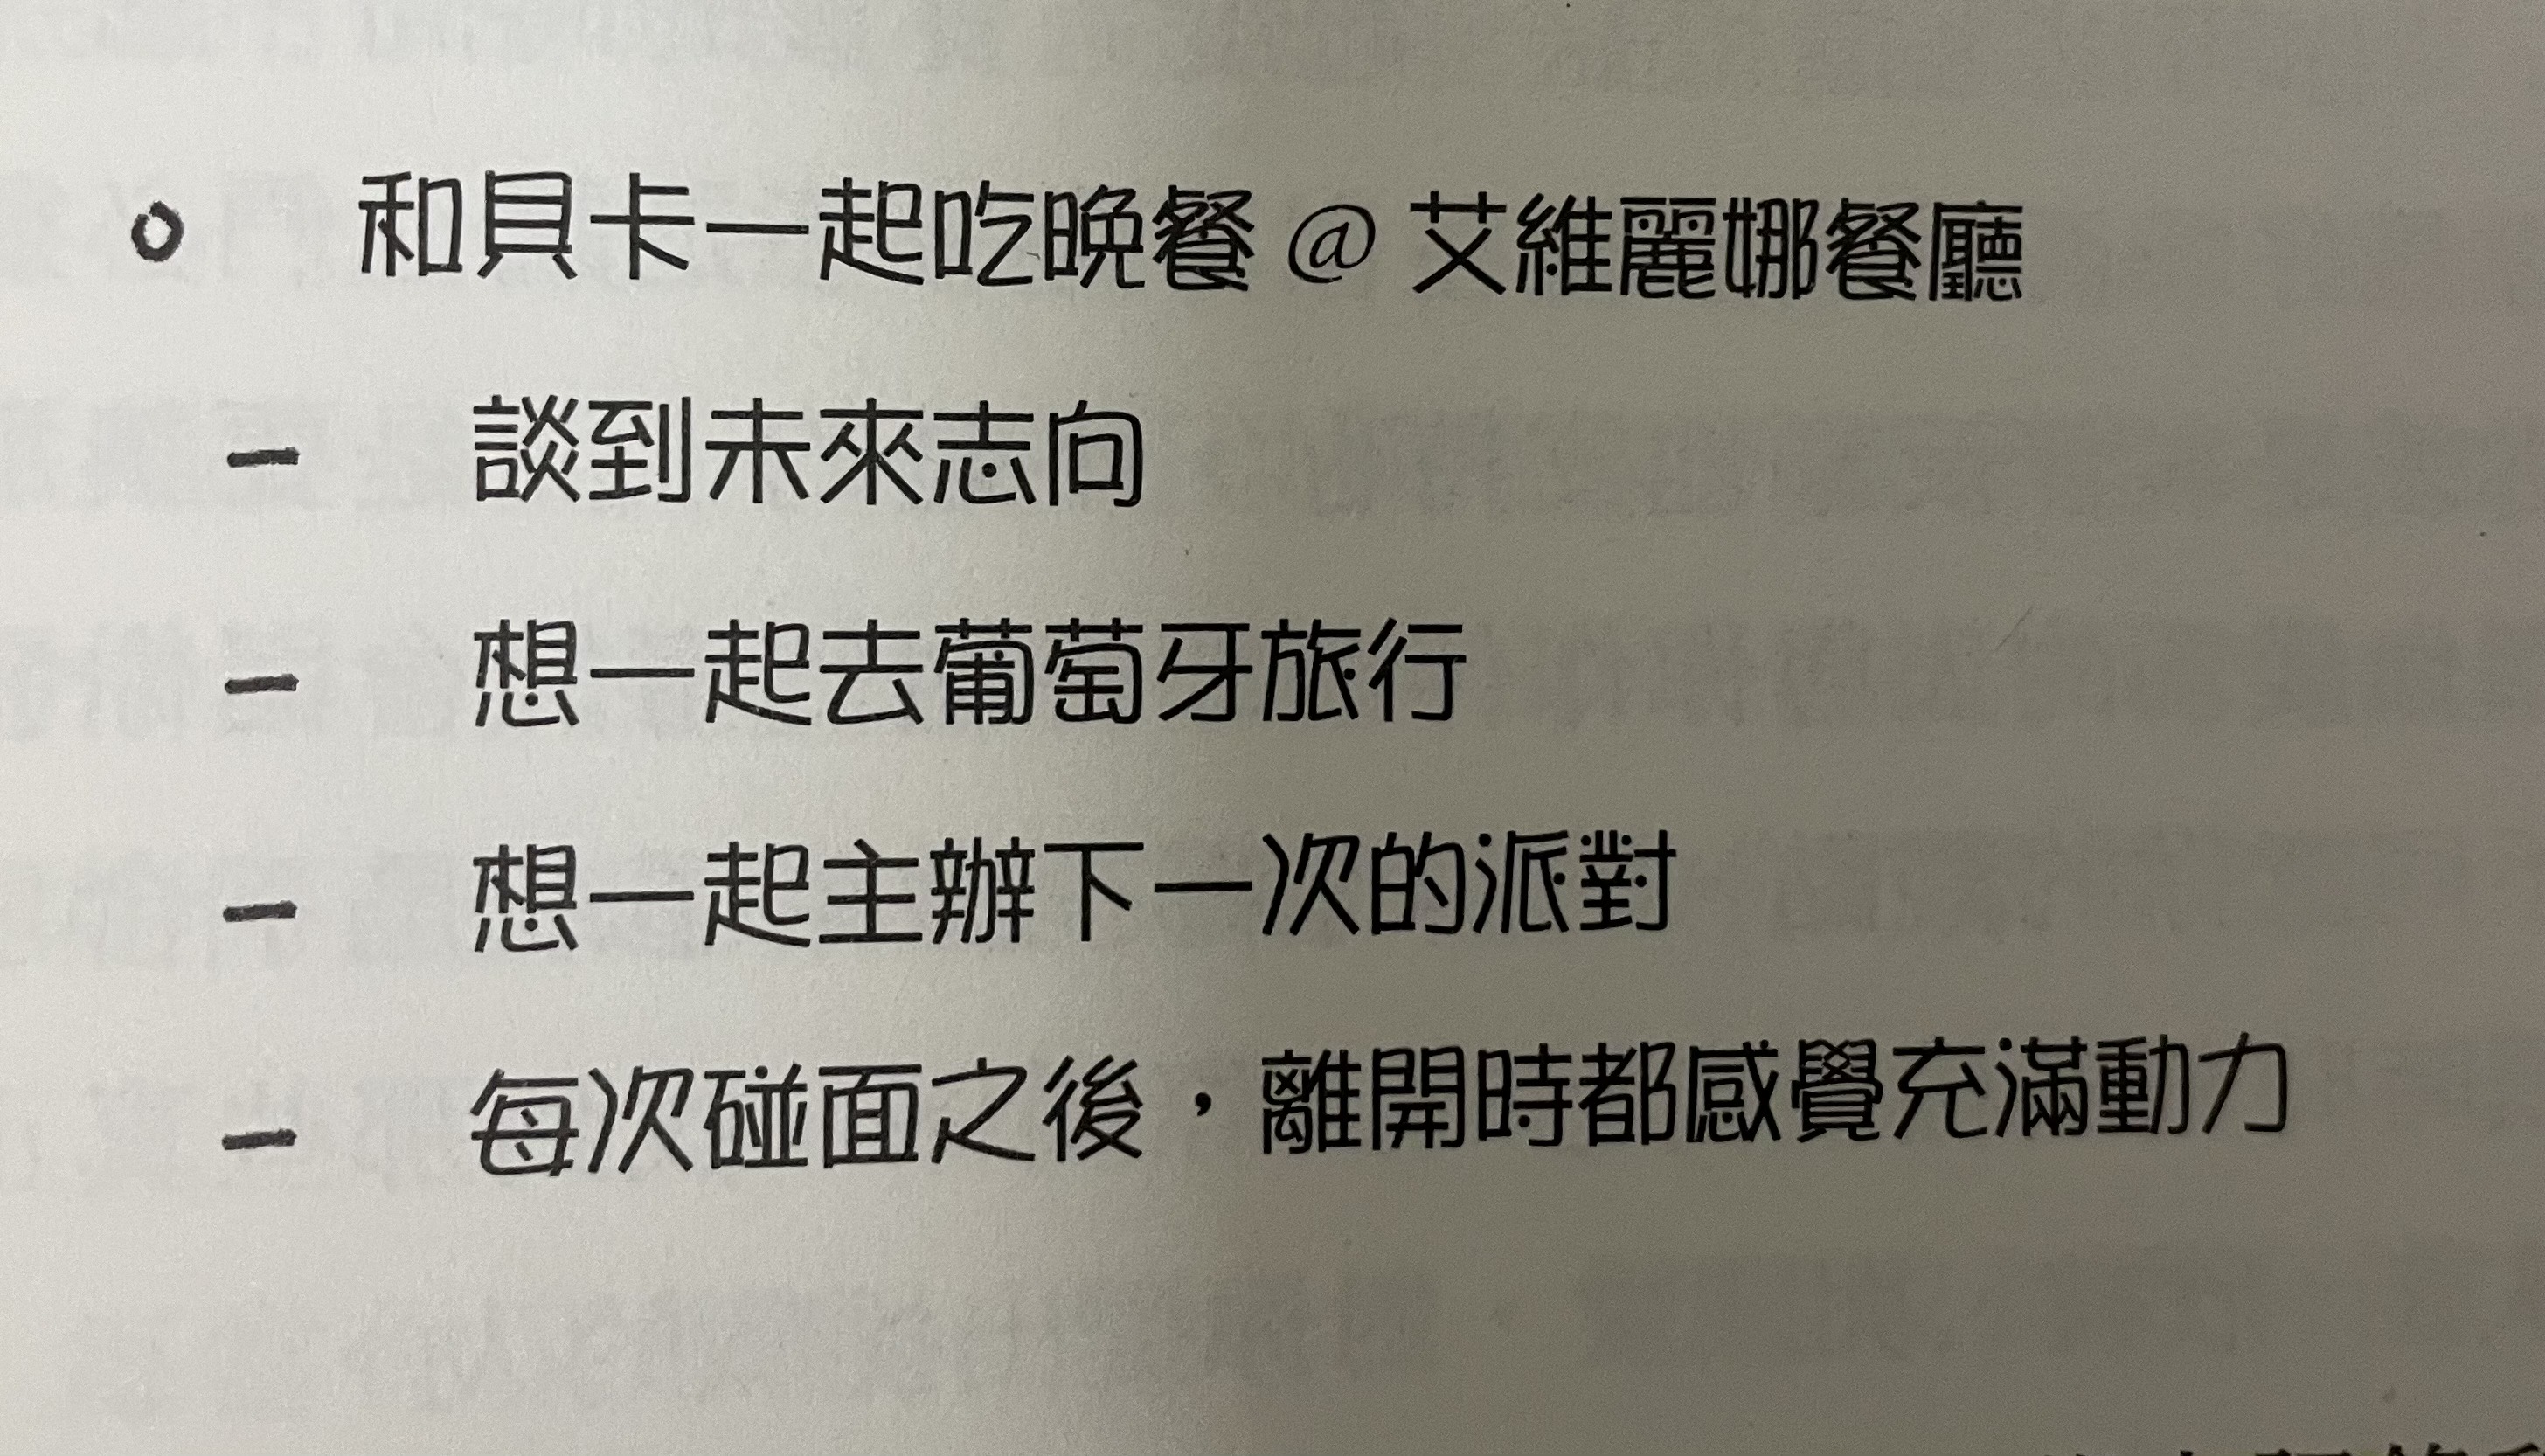 ○ 和貝卡一起吃晚餐 @ 艾維麗娜餐廳
– 談到未來志向
– 想一起去葡萄牙旅行
– 想一起主辦下一次的派對
– 每次碰面之後，離開時都感覺充滿動力